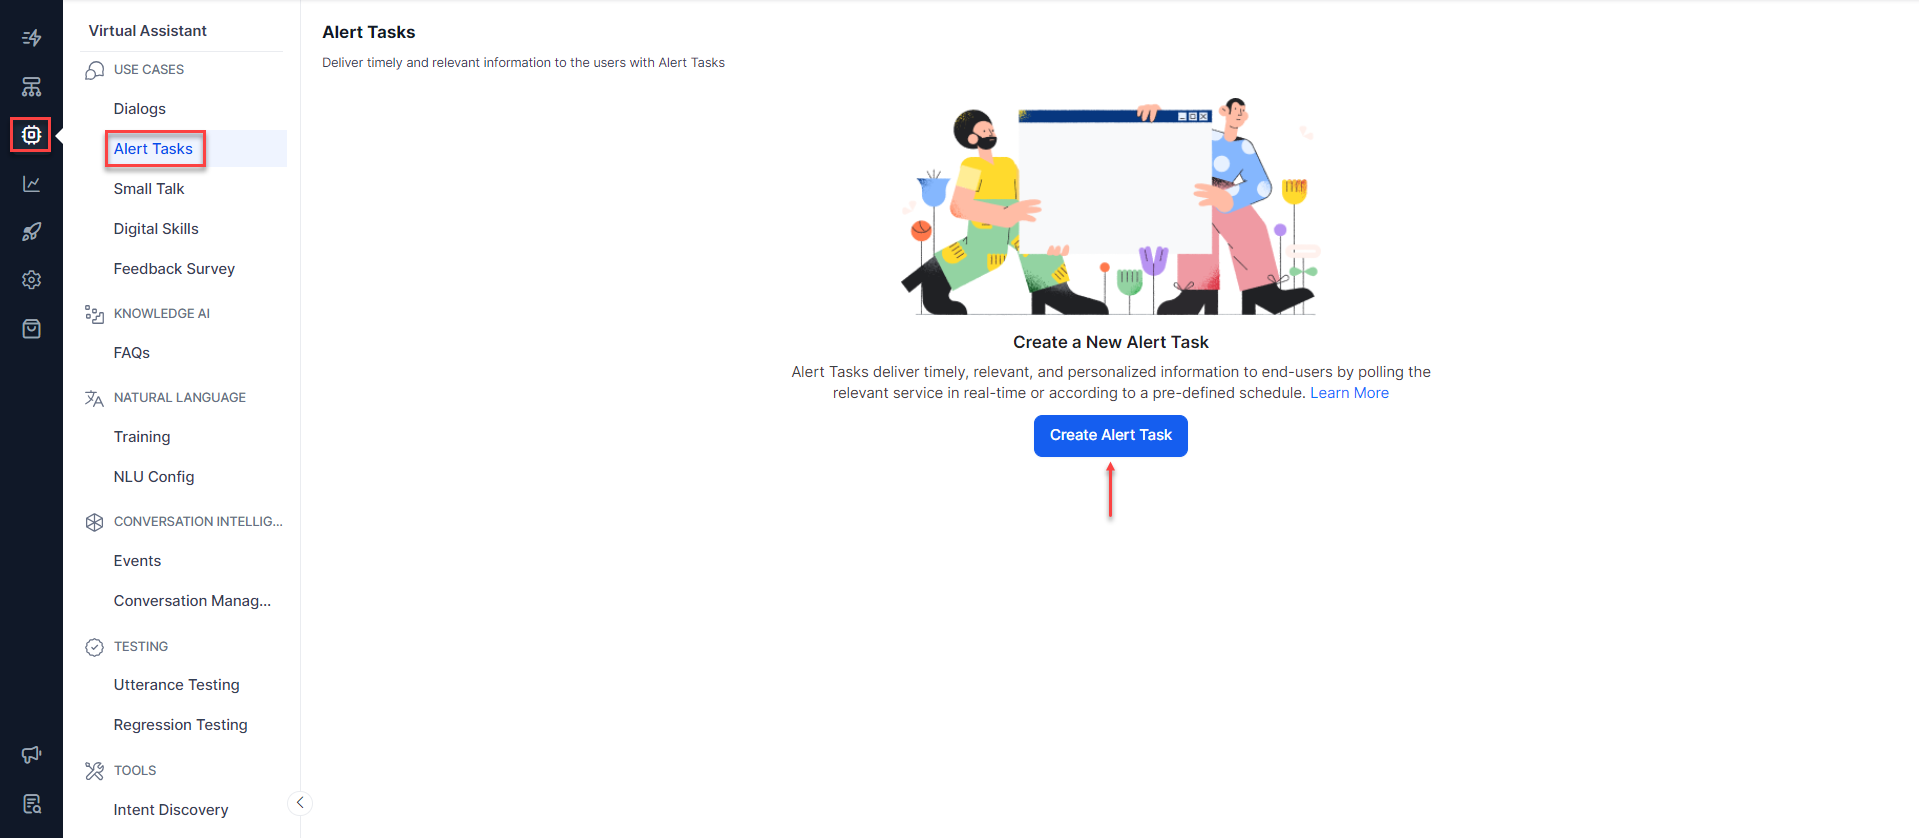 Virtual Assistant
USE CASES
Dialogs
Alert Tasks
Small Talk
Digital Skills
Feedback Survey
KNOWLEDGE AI
FAQs
NATURAL LANGUAGE
Training
NLU Config
CONVERSATION INTELLIG...
Events
Conversation Manag...
TESTING
Utterance Testing
Regression Testing
TOOLS
Intent Discovery
Alert Tasks
Deliver timely and relevant information to the users with Alert Tasks
Create a New Alert Task
Alert Tasks deliver timely, relevant, and personalized information to end-users by polling the
relevant service in real-time or according to a pre-defined schedule. Learn More
Create Alert Task